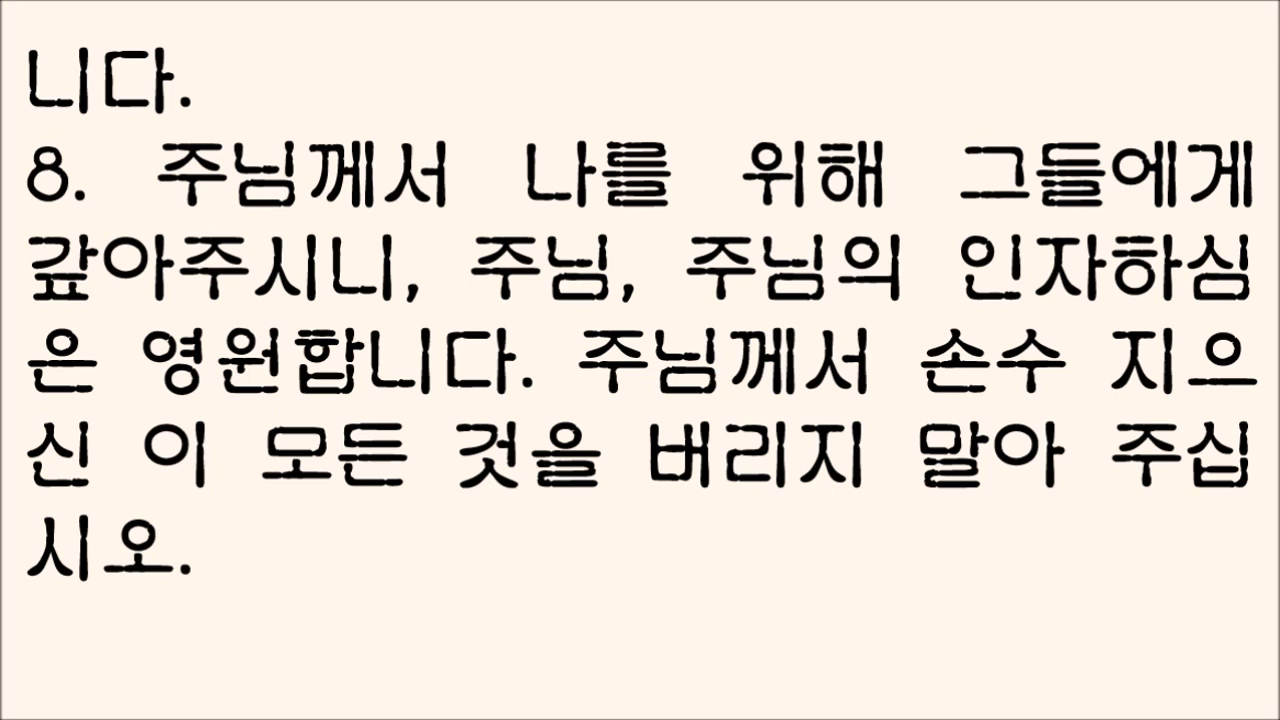 니다.
8. 주님께서 나를 위해 그들에게
갚아주시니, 주님, 주님의 인자하심
은 영원합니다. 주님께서 손수 지으
신 이 모든 것을 버리지 말아 주십
시오.